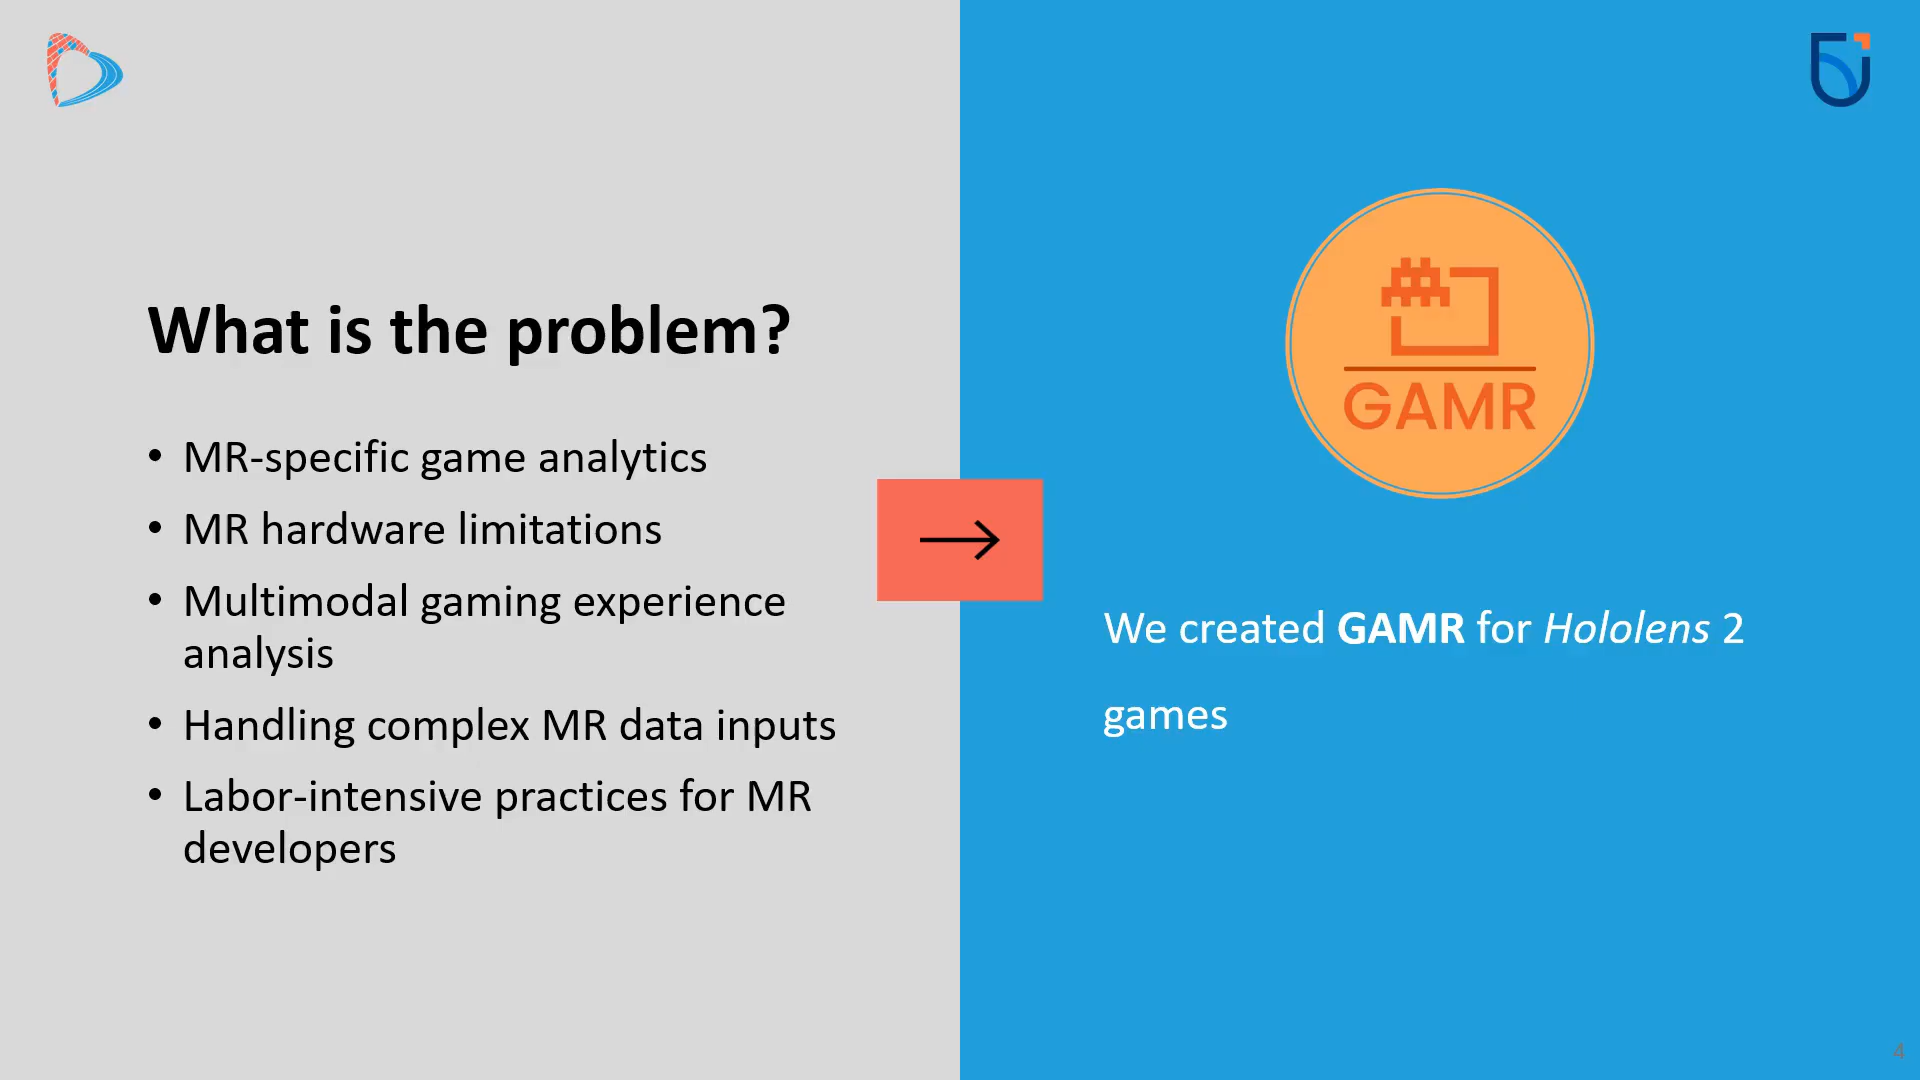 What is the problem?
• MR-specific game analytics
• MR hardware limitations
• Multimodal gaming experience
analysis
• Handling complex MR data inputs
• Labor-intensive practices for MR
developers
GAMR
We created GAMR for Hololens 2
games
4